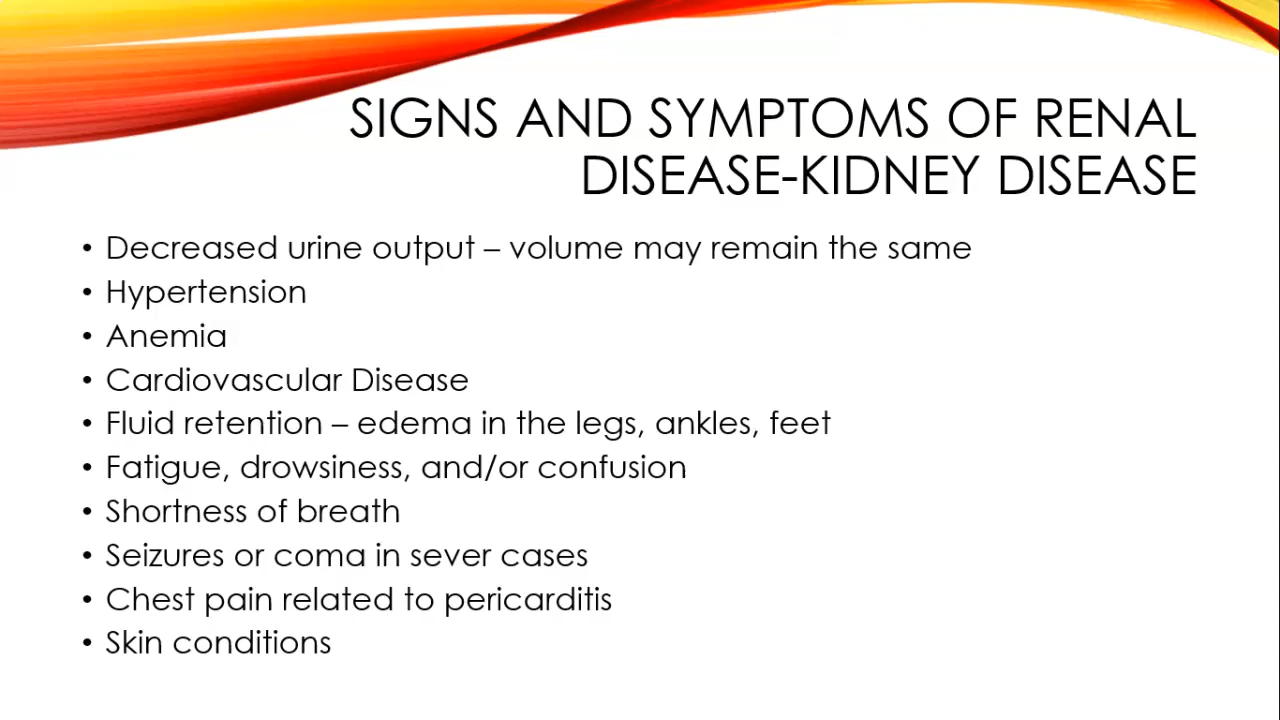 SIGNS AND SYMPTOMS OF RENAL
DISEASE-KIDNEY DISEASE
• Decreased urine output – volume may remain the same
• Hypertension
• Anemia
• Cardiovascular Disease
• Fluid retention – edema in the legs, ankles, feet
• Fatigue, drowsiness, and/or confusion
• Shortness of breath
• Seizures or coma in sever cases
• Chest pain related to pericarditis
• Skin conditions